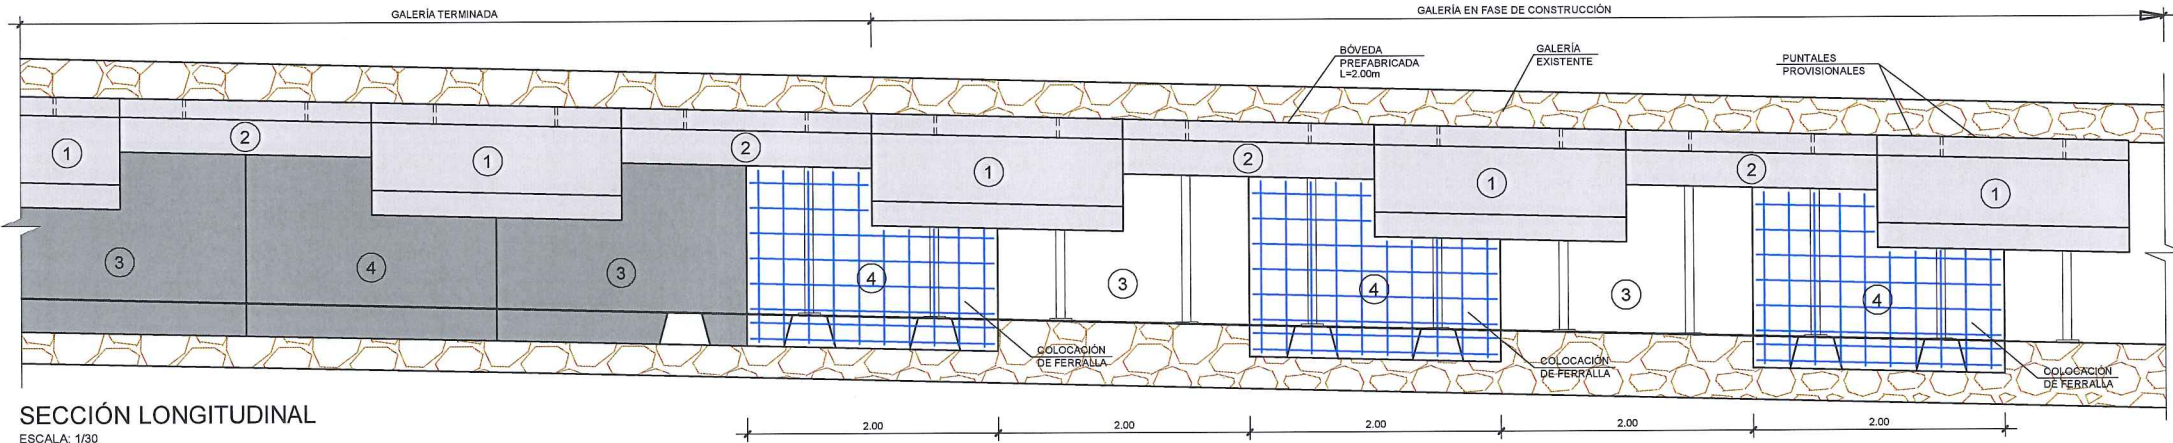 GALERÍA TERMINADA
GALERÍA EN FASE DE CONSTRUCCIÓN
BÓVEDA
PREFABRICADA
L=2.00m
GALERÍA
EXISTENTE
PUNTALES
PROVISIONALES
1
2
1
2
1
2
1
2
1
3
4
3
4
3
4
3
4
COLOCACIÓN
DE FERRALLA
COLOCACIÓN
DE FERRALLA
COLOCACIÓN
DE FERRALLA
SECCIÓN LONGITUDINAL
ESCALA: 1/30
2.00
2.00
2.00
2.00
2.00